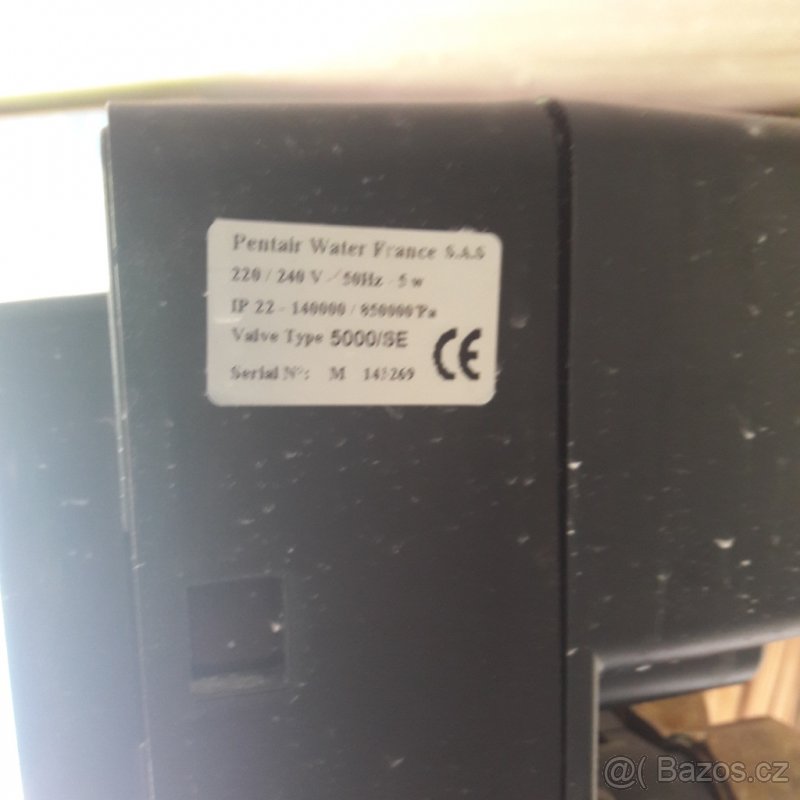 Pentair Water France S.A.S
220 / 240 V ~ 50Hz - 5 w
IP 22 - 140000 / 850000 Pa
Valve Type 5000/SE
CE
Serial N°: M
@( Bazos.cz